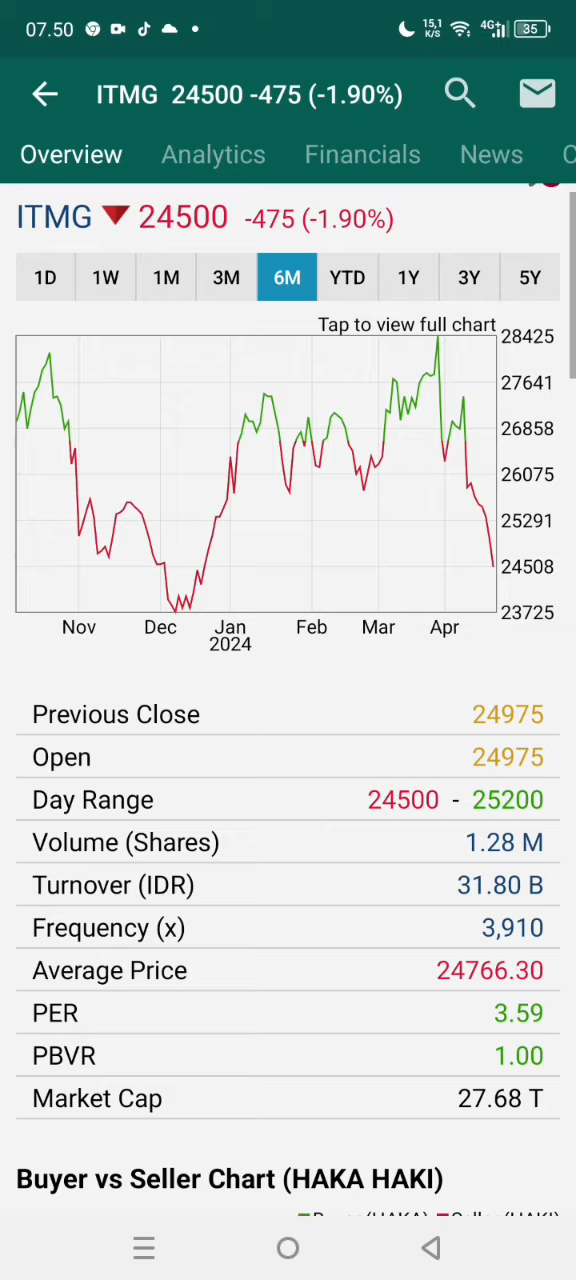 07.50 15,1 K/S 4G+ 35
ITMG 24500 -475 (-1.90%)
Overview Analytics Financials News
ITMG 24500 -475 (-1.90%)
1D 1W 1M 3M 6M YTD 1Y 3Y 5Y
Tap to view full chart
28425
27641
26858
26075
25291
24508
23725
Nov Dec Jan Feb Mar Apr
2024
Previous Close 24975
Open 24975
Day Range 24500 - 25200
Volume (Shares) 1.28 M
Turnover (IDR) 31.80 B
Frequency (x) 3,910
Average Price 24766.30
PER 3.59
PBVR 1.00
Market Cap 27.68 T
Buyer vs Seller Chart (HAKA HAKI)